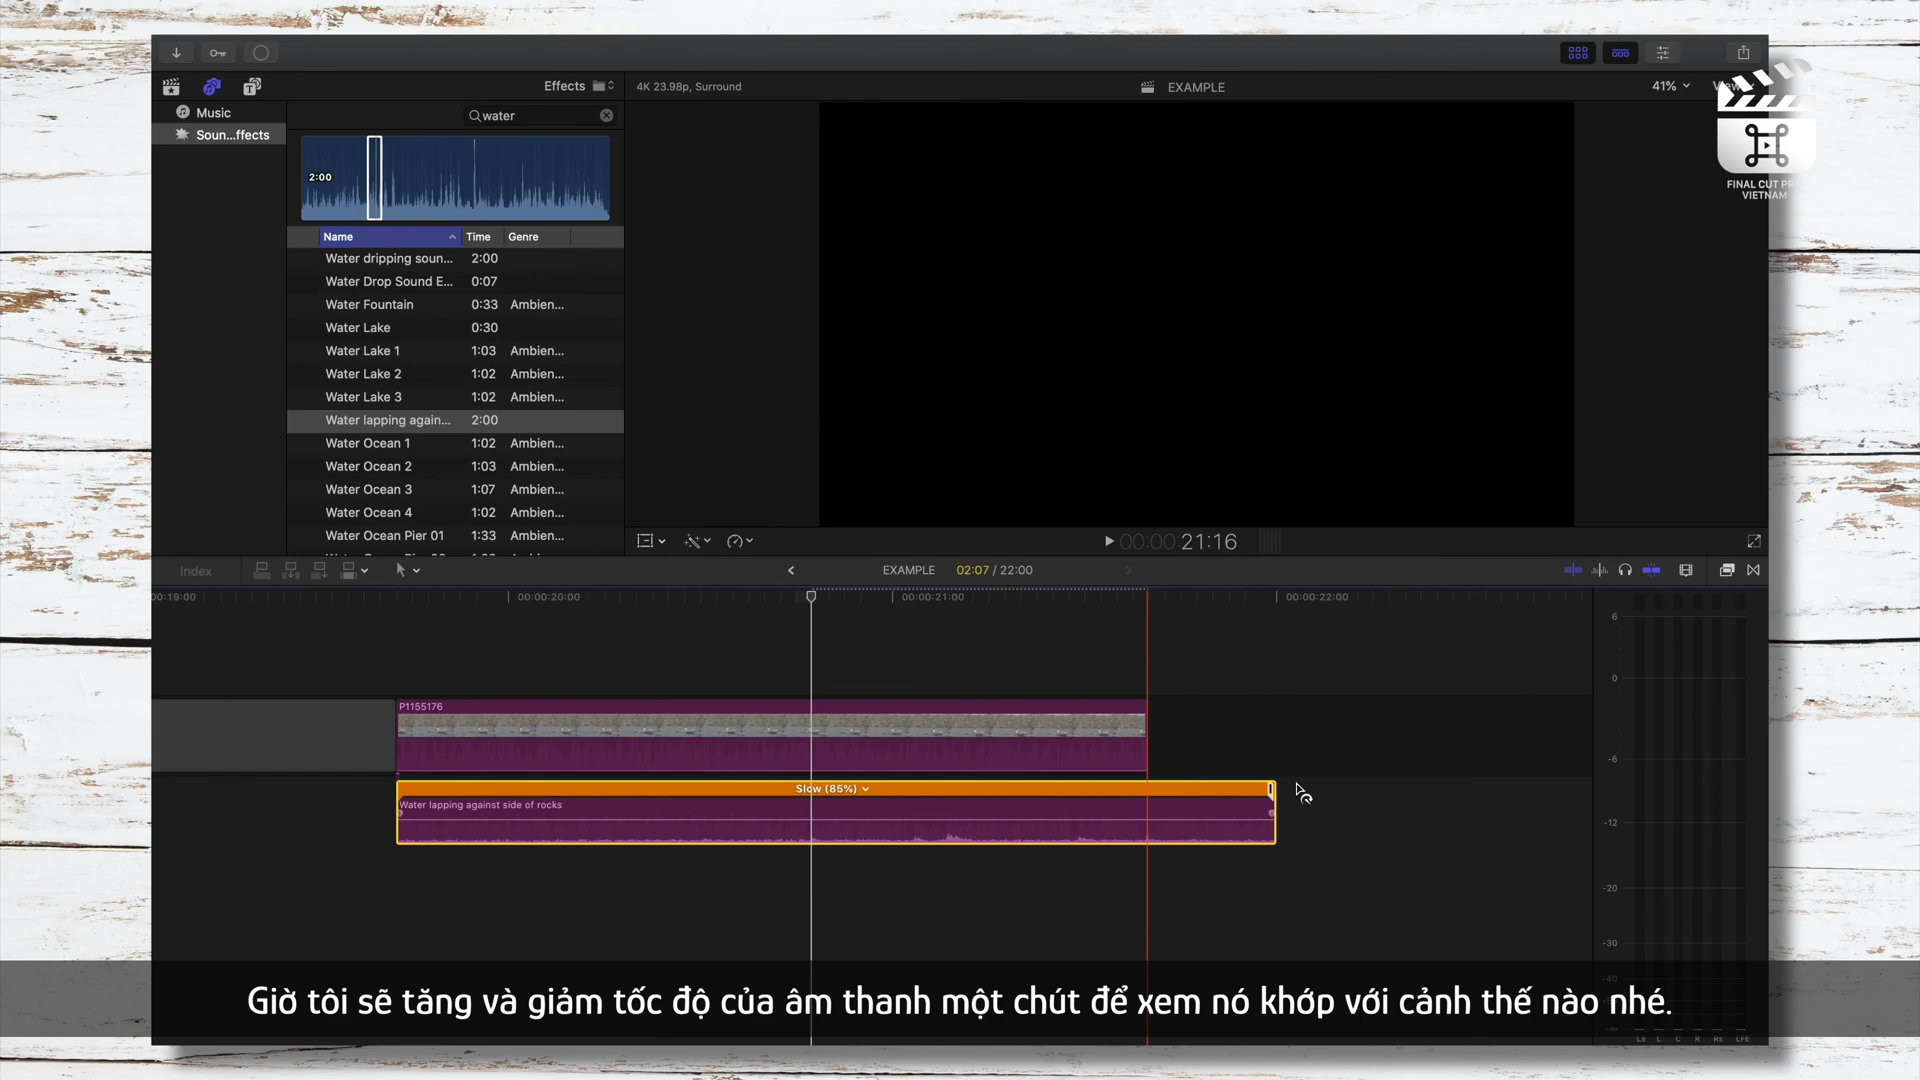 Effects
4K 23.98p, Surround
EXAMPLE
41%
Music
Soun...ffects
water
2:00
FINAL CUT PR
VIETNAM
Name Time Genre
Water dripping soun... 2:00
Water Drop Sound E... 0:07
Water Fountain 0:33 Ambien...
Water Lake 0:30
Water Lake 1 1:03 Ambien...
Water Lake 2 1:02 Ambien...
Water Lake 3 1:02 Ambien...
Water lapping again... 2:00
Water Ocean 1 1:02 Ambien...
Water Ocean 2 1:03 Ambien...
Water Ocean 3 1:07 Ambien...
Water Ocean 4 1:02 Ambien...
Water Ocean Pier 01 1:33 Ambien...
00:00:21:16
Index
EXAMPLE 02:07 / 22:00
00:19:00 00:00:20:00 00:00:21:00 00:00:22:00
P1155176
Slow (85%)
Water lapping against side of rocks
6
0
-6
-12
-20
-30
-40
Giờ tôi sẽ tăng và giảm tốc độ của âm thanh một chút để xem nó khớp với cảnh thế nào nhé.
Ls L C R Rs LFE